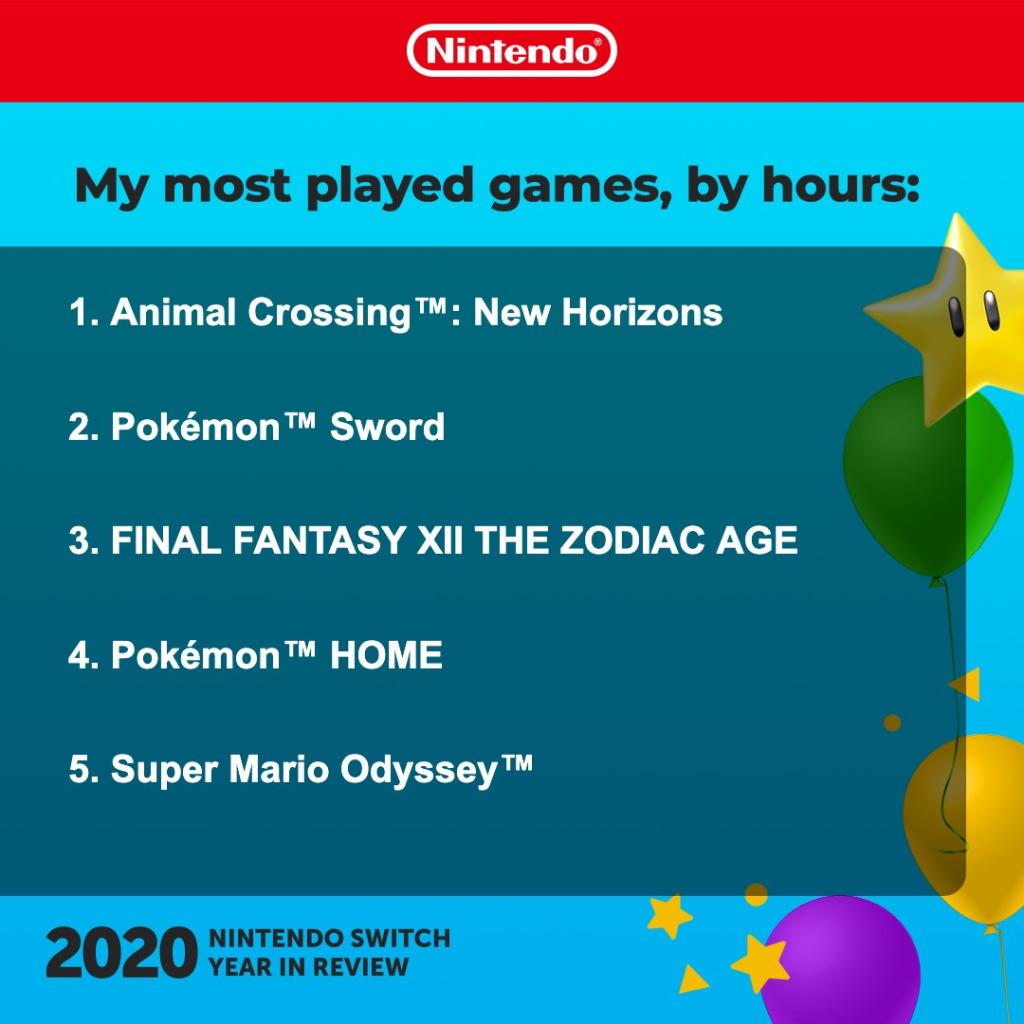 Nintendo®
My most played games, by hours:
1. Animal Crossing™: New Horizons
2. Pokémon™ Sword
3. FINAL FANTASY XII THE ZODIAC AGE
4. Pokémon™ HOME
5. Super Mario Odyssey™
2020 NINTENDO SWITCH
YEAR IN REVIEW